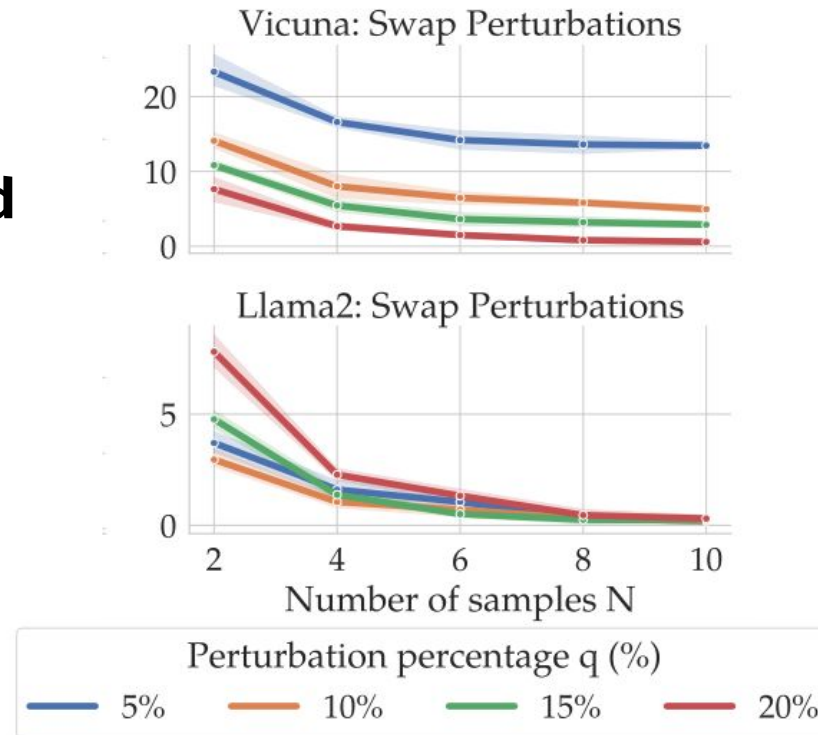 Vicuna: Swap Perturbations
20
10
0
d
Llama2: Swap Perturbations
5
0
2 4 6 8 10
Number of samples N
Perturbation percentage q (%)
5% 10% 15% 20%